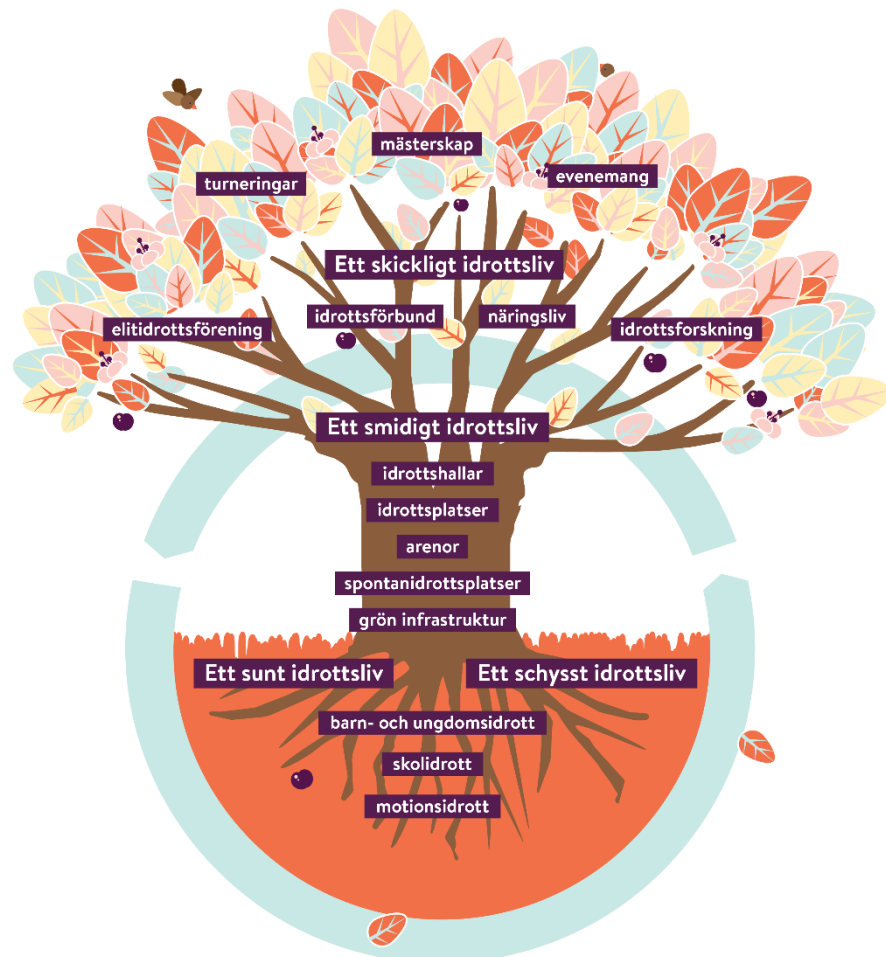 mästerskap
turneringar
evenemang
Ett skickligt idrottsliv
elitidrottsförening
idrottsförbund
näringsliv
idrottsforskning
Ett smidigt idrottsliv
idrottshallar
idrottsplatser
arenor
spontanidrottsplatser
grön infrastruktur
Ett sunt idrottsliv
Ett schysst idrottsliv
barn- och ungdomsidrott
skolidrott
motionsidrott